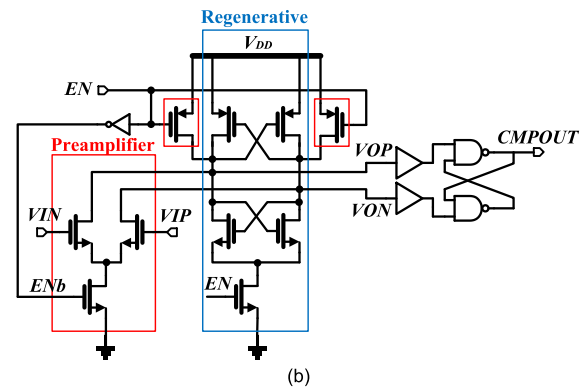 Regenerative
VDD
EN
Preamplifier
VOP
CMPOUT
VIN
VIP
VON
ENb
EN
(b)